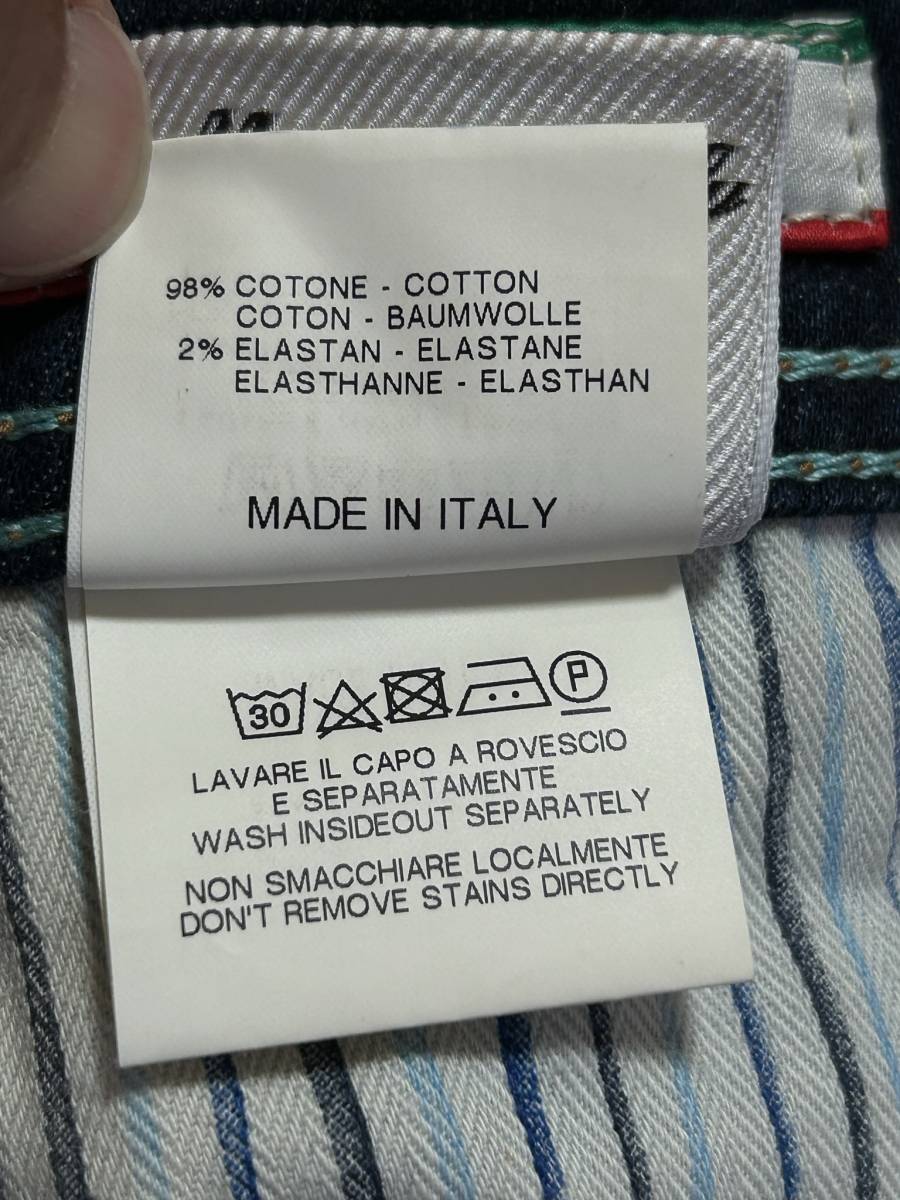 98% COTONE - COTTON
COTON - BAUMWOLLE
2% ELASTAN - ELASTANE
ELASTHANNE - ELASTHAN
MADE IN ITALY
30 P
LAVARE IL CAPO A ROVESCIO
E SEPARATAMENTE
WASH INSIDEOUT SEPARATELY
NON SMACCHIARE LOCALMENTE
DON'T REMOVE STAINS DIRECTLY